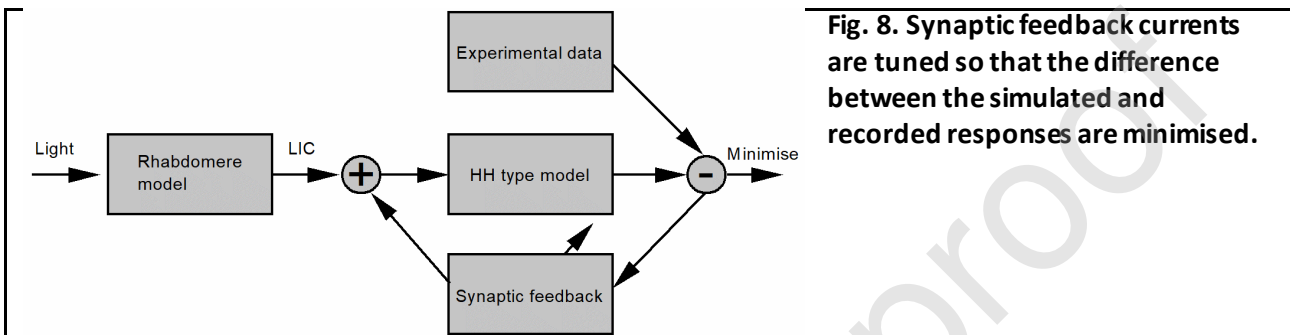 Experimental data
Light
Rhabdomere
model
LIC
+
HH type model
-
Minimise
Synaptic feedback
Fig. 8. Synaptic feedback currents
are tuned so that the difference
between the simulated and
recorded responses are minimised.
proof